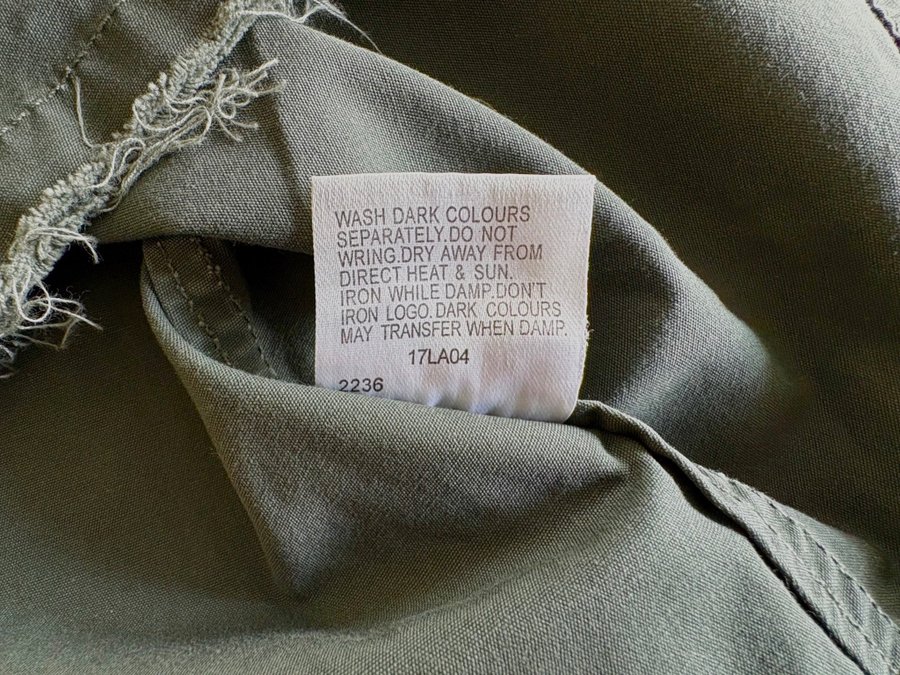 WASH DARK COLOURS
SEPARATELY.DO NOT
WRING.DRY AWAY FROM
DIRECT HEAT & SUN.
IRON WHILE DAMP.DON'T
IRON LOGO.DARK COLOURS
MAY TRANSFER WHEN DAMP.
17LA04
2236